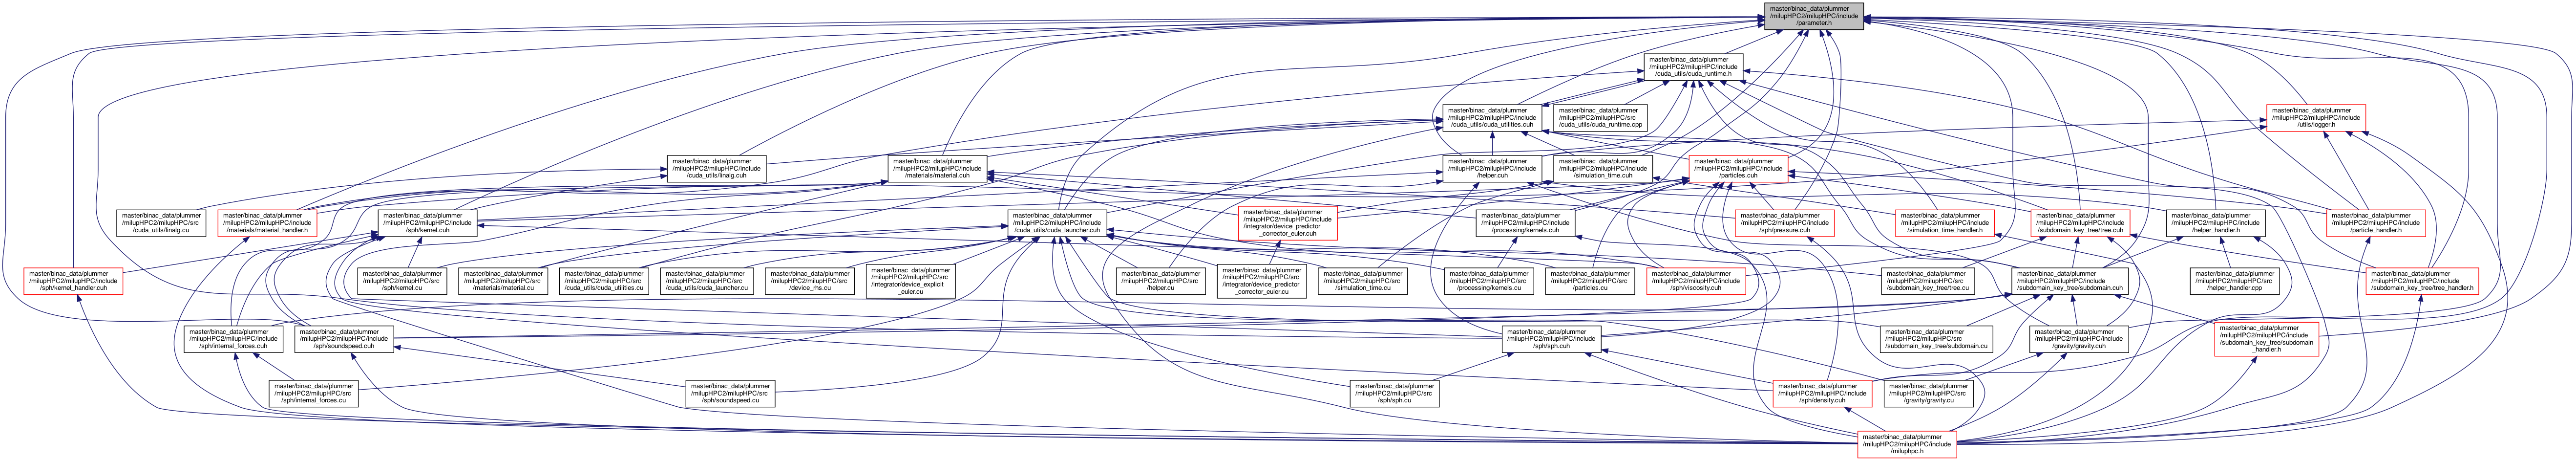 master/binac_data/plummer
/milupHPC2/milupHPC/include
/parameter.h
master/binac_data/plummer
/milupHPC2/milupHPC/include
/cuda_utils/cuda_runtime.h
master/binac_data/plummer
/milupHPC2/milupHPC/include
/cuda_utils/cuda_utilities.cuh
master/binac_data/plummer
/milupHPC2/milupHPC/src
/cuda_utils/cuda_runtime.cpp
master/binac_data/plummer
/milupHPC2/milupHPC/include
/utils/logger.h
master/binac_data/plummer
/milupHPC2/milupHPC/include
/cuda_utils/linalg.cuh
master/binac_data/plummer
/milupHPC2/milupHPC/include
/materials/material.cuh
master/binac_data/plummer
/milupHPC2/milupHPC/include
/helper.cuh
master/binac_data/plummer
/milupHPC2/milupHPC/include
/simulation_time.cuh
master/binac_data/plummer
/milupHPC2/milupHPC/include
/particles.cuh
master/binac_data/plummer
/milupHPC2/milupHPC/src
/cuda_utils/linalg.cu
master/binac_data/plummer
/milupHPC2/milupHPC/include
/materials/material_handler.h
master/binac_data/plummer
/milupHPC2/milupHPC/include
/sph/kernel.cuh
master/binac_data/plummer
/milupHPC2/milupHPC/include
/cuda_utils/cuda_launcher.cuh
master/binac_data/plummer
/milupHPC2/milupHPC/include
/integrator/device_predictor
_corrector_euler.cuh
master/binac_data/plummer
/milupHPC2/milupHPC/include
/processing/kernels.cuh
master/binac_data/plummer
/milupHPC2/milupHPC/include
/sph/pressure.cuh
master/binac_data/plummer
/milupHPC2/milupHPC/include
/simulation_time_handler.h
master/binac_data/plummer
/milupHPC2/milupHPC/include
/subdomain_key_tree/tree.cuh
master/binac_data/plummer
/milupHPC2/milupHPC/include
/helper_handler.h
master/binac_data/plummer
/milupHPC2/milupHPC/include
/particle_handler.h
master/binac_data/plummer
/milupHPC2/milupHPC/include
/sph/kernel_handler.cuh
master/binac_data/plummer
/milupHPC2/milupHPC/src
/sph/kernel.cu
master/binac_data/plummer
/milupHPC2/milupHPC/src
/materials/material.cu
master/binac_data/plummer
/milupHPC2/milupHPC/src
/cuda_utils/cuda_utilities.cu
master/binac_data/plummer
/milupHPC2/milupHPC/src
/cuda_utils/cuda_launcher.cu
master/binac_data/plummer
/milupHPC2/milupHPC/src
/device_rhs.cu
master/binac_data/plummer
/milupHPC2/milupHPC/src
/integrator/device_explicit
_euler.cu
master/binac_data/plummer
/milupHPC2/milupHPC/src
/helper.cu
master/binac_data/plummer
/milupHPC2/milupHPC/src
/integrator/device_predictor
_corrector_euler.cu
master/binac_data/plummer
/milupHPC2/milupHPC/src
/simulation_time.cu
master/binac_data/plummer
/milupHPC2/milupHPC/src
/processing/kernels.cu
master/binac_data/plummer
/milupHPC2/milupHPC/src
/particles.cu
master/binac_data/plummer
/milupHPC2/milupHPC/include
/sph/viscosity.cuh
master/binac_data/plummer
/milupHPC2/milupHPC/src
/subdomain_key_tree/tree.cu
master/binac_data/plummer
/milupHPC2/milupHPC/include
/subdomain_key_tree/subdomain.cuh
master/binac_data/plummer
/milupHPC2/milupHPC/src
/helper_handler.cpp
master/binac_data/plummer
/milupHPC2/milupHPC/include
/subdomain_key_tree/tree_handler.h
master/binac_data/plummer
/milupHPC2/milupHPC/include
/sph/internal_forces.cuh
master/binac_data/plummer
/milupHPC2/milupHPC/include
/sph/soundspeed.cuh
master/binac_data/plummer
/milupHPC2/milupHPC/include
/sph/sph.cuh
master/binac_data/plummer
/milupHPC2/milupHPC/src
/subdomain_key_tree/subdomain.cu
master/binac_data/plummer
/milupHPC2/milupHPC/include
/gravity/gravity.cuh
master/binac_data/plummer
/milupHPC2/milupHPC/include
/subdomain_key_tree/subdomain
_handler.h
master/binac_data/plummer
/milupHPC2/milupHPC/src
/sph/internal_forces.cu
master/binac_data/plummer
/milupHPC2/milupHPC/src
/sph/soundspeed.cu
master/binac_data/plummer
/milupHPC2/milupHPC/src
/sph/sph.cu
master/binac_data/plummer
/milupHPC2/milupHPC/include
/sph/density.cuh
master/binac_data/plummer
/milupHPC2/milupHPC/src
/gravity/gravity.cu
master/binac_data/plummer
/milupHPC2/milupHPC/include
/miluphpc.h